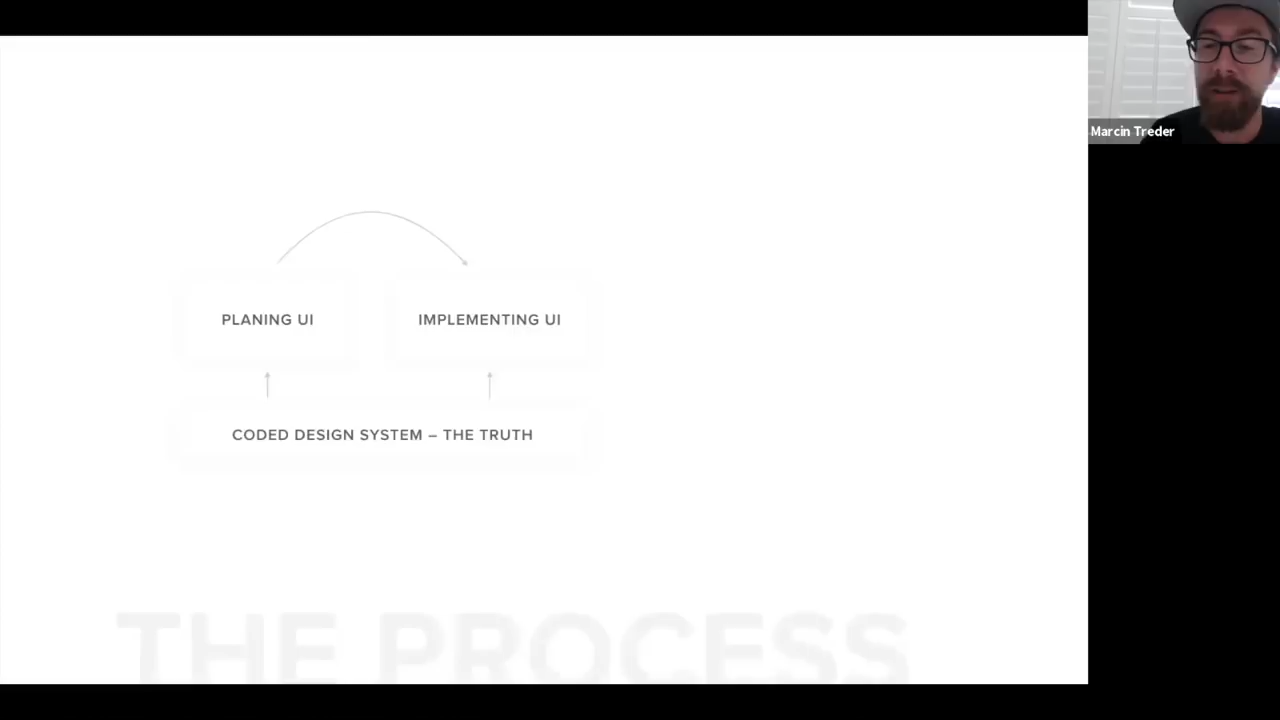 Marcin Treder
PLANING UI
IMPLEMENTING UI
CODED DESIGN SYSTEM – THE TRUTH
THE PROCESS